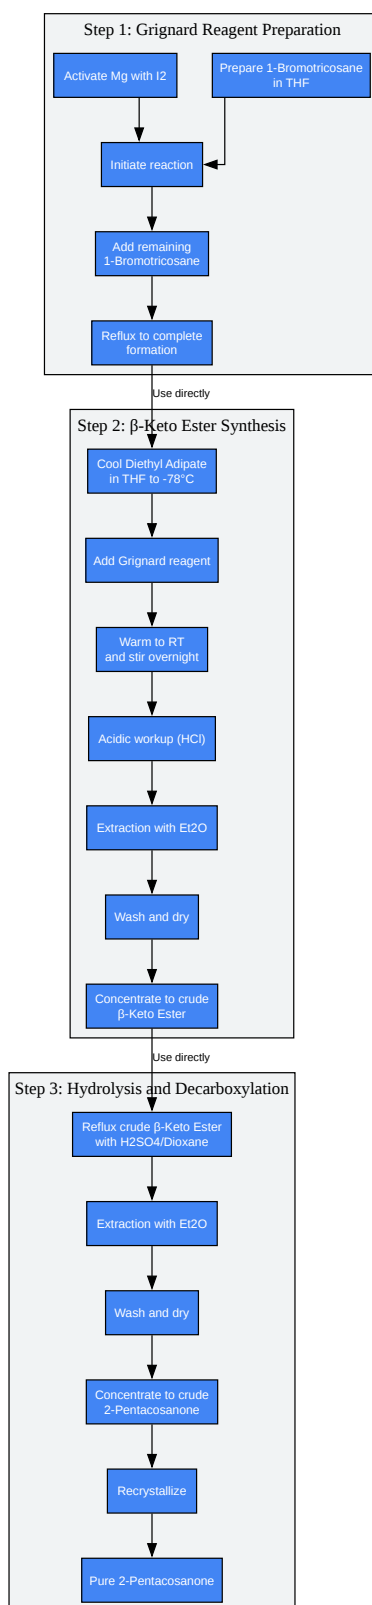 Step 1: Grignard Reagent Preparation
Activate Mg with I2
Prepare 1-Bromotricosane
in THF
Initiate reaction
Add remaining
1-Bromotricosane
Reflux to complete
formation
Use directly
Step 2: β-Keto Ester Synthesis
Cool Diethyl Adipate
in THF to -78°C
Add Grignard reagent
Warm to RT
and stir overnight
Acidic workup (HCl)
Extraction with Et2O
Wash and dry
Concentrate to crude
β-Keto Ester
Use directly
Step 3: Hydrolysis and Decarboxylation
Reflux crude β-Keto Ester
with H2SO4/Dioxane
Extraction with Et2O
Wash and dry
Concentrate to crude
2-Pentacosanone
Recrystallize
Pure 2-Pentacosanone